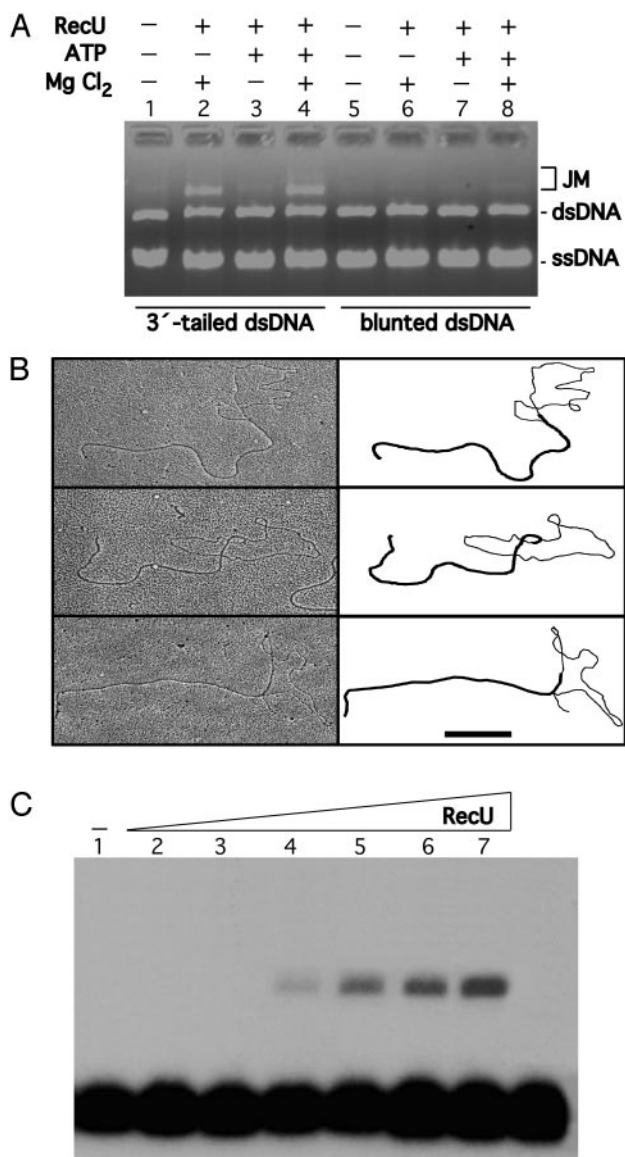 A
RecU − + + + − + + +
ATP − − + + − − + +
Mg Cl2 − + − + − + − +
1 2 3 4 5 6 7 8
JM
dsDNA
ssDNA
3´-tailed dsDNA blunted dsDNA
B
C
RecU
− 1 2 3 4 5 6 7